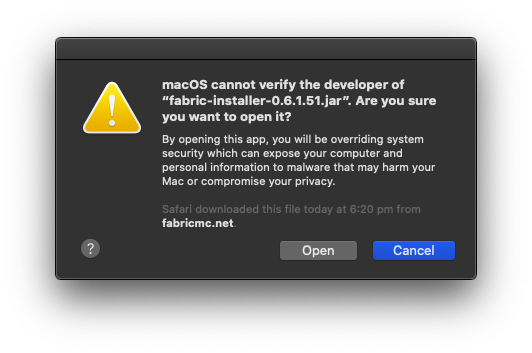 macOS cannot verify the developer of
“fabric-installer-0.6.1.51.jar”. Are you sure
you want to open it?
By opening this app, you will be overriding system
security which can expose your computer and
personal information to malware that may harm your
Mac or compromise your privacy.
Safari downloaded this file today at 6:20 pm from
fabricmc.net.
?
Open
Cancel